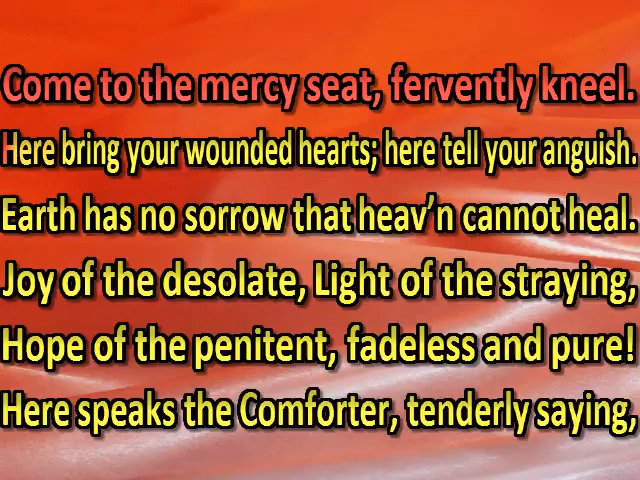 Come to the mercy seat, fervently kneel.
Here bring your wounded hearts; here tell your anguish.
Earth has no sorrow that heav’n cannot heal.
Joy of the desolate, Light of the straying,
Hope of the penitent, fadeless and pure!
Here speaks the Comforter, tenderly saying,